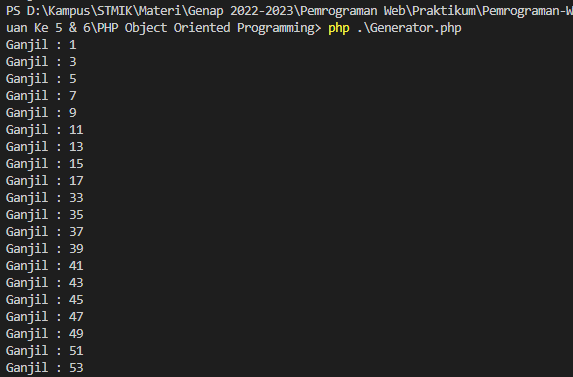 PS D:\Kampus\STMIK\Materi\Genap 2022-2023\Pemrograman Web\Praktikum\Pemrograman-W
uan Ke 5 & 6\PHP Object Oriented Programming> php .\Generator.php
Ganjil : 1
Ganjil : 3
Ganjil : 5
Ganjil : 7
Ganjil : 9
Ganjil : 11
Ganjil : 13
Ganjil : 15
Ganjil : 17
Ganjil : 33
Ganjil : 35
Ganjil : 37
Ganjil : 39
Ganjil : 41
Ganjil : 43
Ganjil : 45
Ganjil : 47
Ganjil : 49
Ganjil : 51
Ganjil : 53